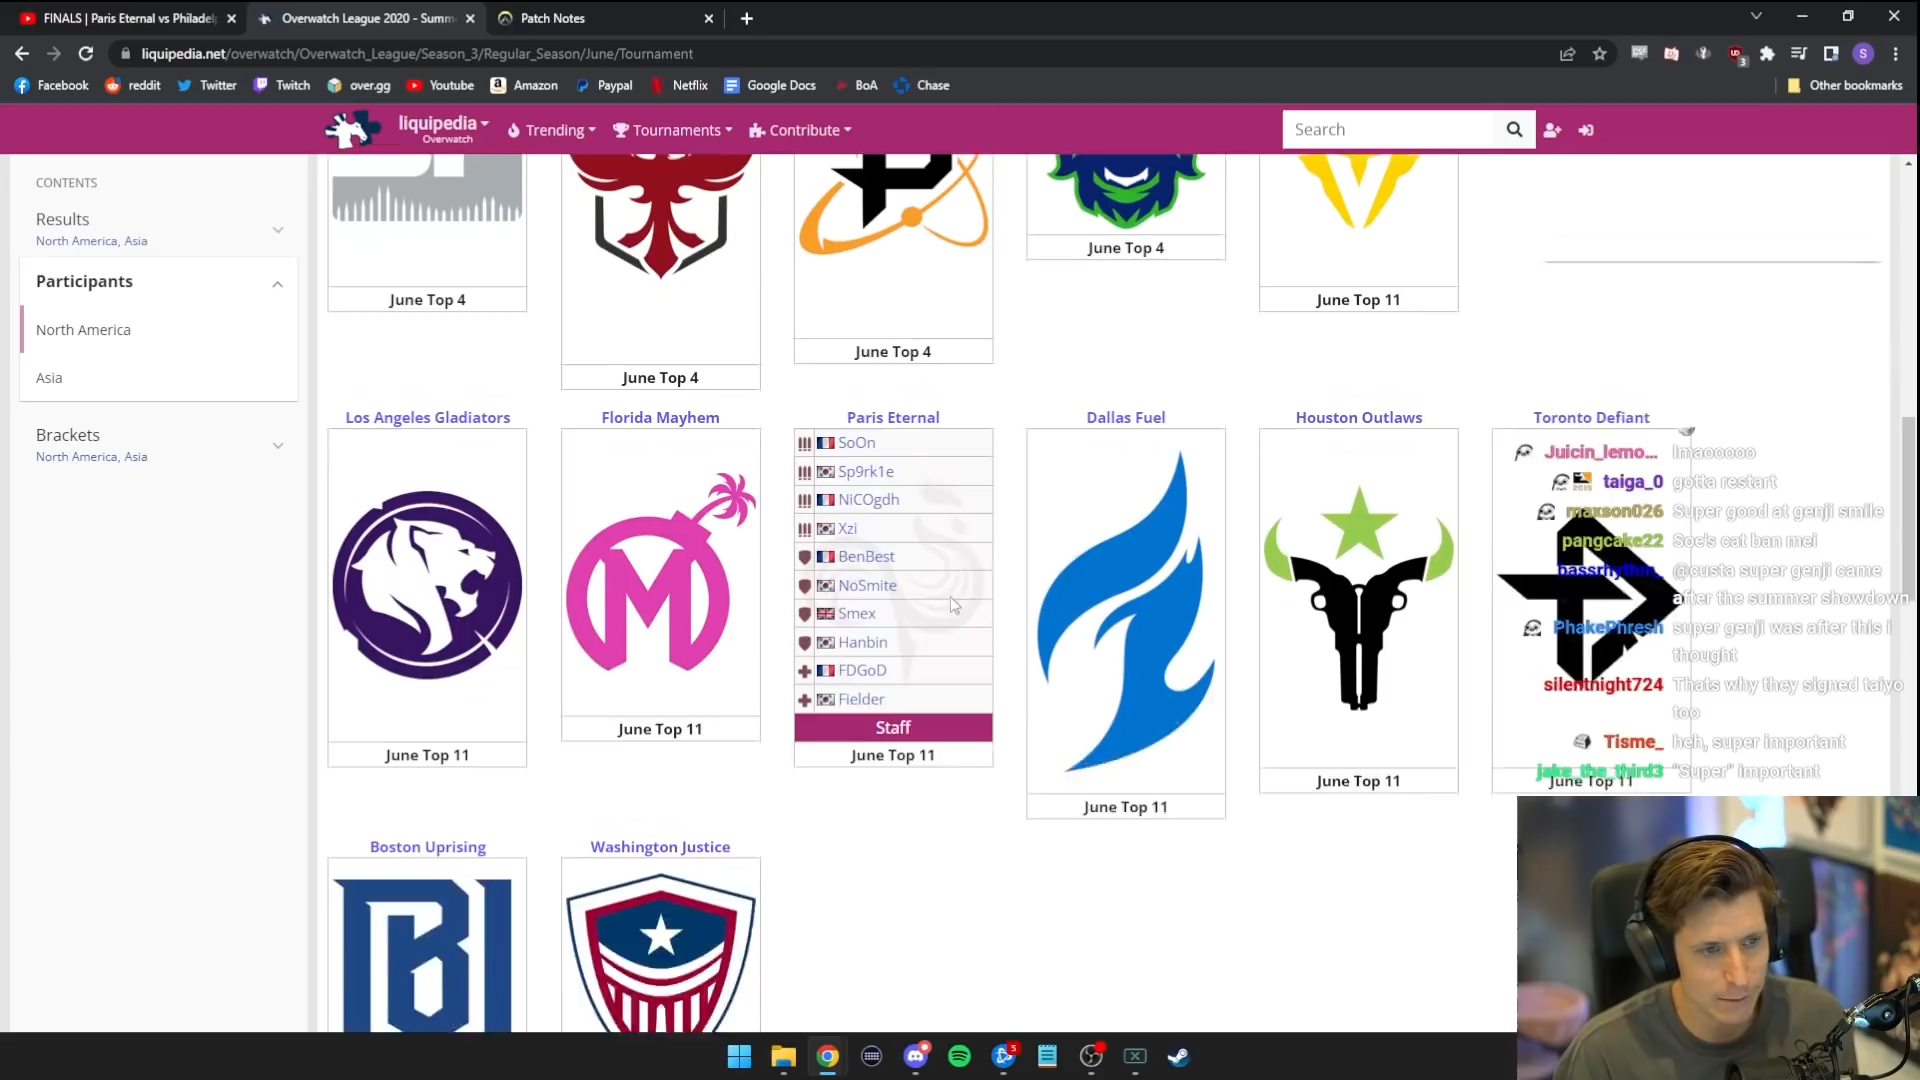 FINALS | Paris Eternal vs Philadel
Overwatch League 2020 - Summ
Patch Notes
liquipedia.net/overwatch/Overwatch_League/Season_3/Regular_Season/June/Tournament
Facebook
reddit
Twitter
Twitch
over.gg
Youtube
Amazon
Paypal
Netflix
Google Docs
BoA
Chase
Other bookmarks
liquipedia
Overwatch
Trending
Tournaments
Contribute
Search
CONTENTS
Results
North America, Asia
Participants
North America
Asia
Brackets
North America, Asia
June Top 4
June Top 4
June Top 4
June Top 4
June Top 11
Los Angeles Gladiators
June Top 11
Florida Mayhem
June Top 11
Paris Eternal
SoOn
Sp9rk1e
NiCOgdh
Xzi
BenBest
NoSmite
Smex
Hanbin
FDGoD
Fielder
Staff
June Top 11
Dallas Fuel
June Top 11
Houston Outlaws
June Top 11
Toronto Defiant
June Top 11
Boston Uprising
Washington Justice
Juicin_lemo... lmaooooo
taiga_0 gotta restart
maxson026 Super good at genji smile
pangcake22 Soe's cat ban mei
bassrhythm_ @custa super genji came
after the summer showdown
PhakePhresh super genji was after this i
thought
silentnight724 Thats why they signed taiyo
too
Tisme_ heh, super important
jake_the_third3 "Super" important
3
S
5